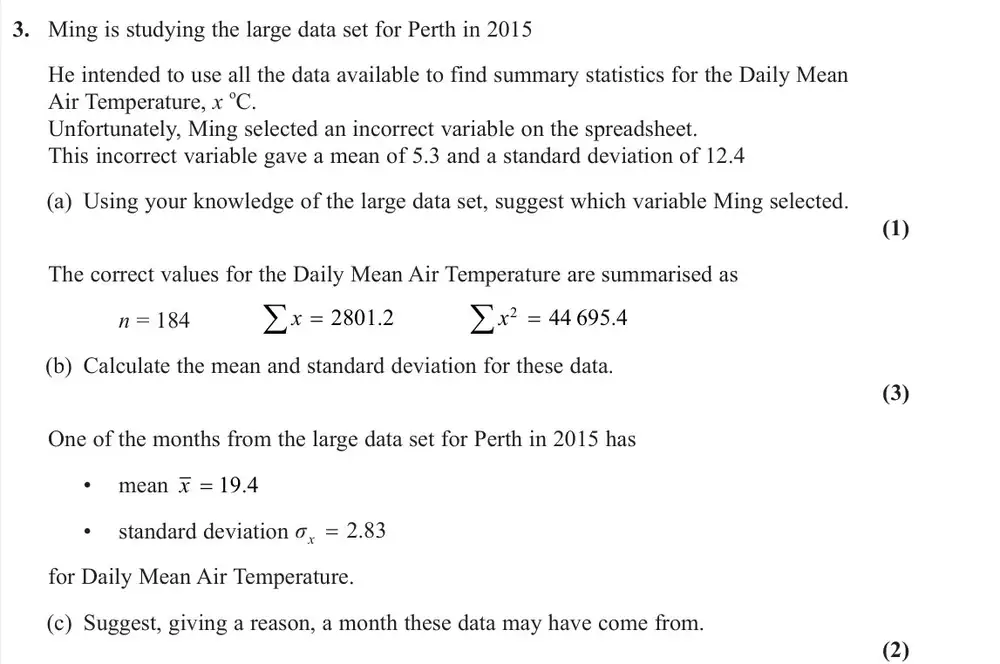 3. Ming is studying the large data set for Perth in 2015
He intended to use all the data available to find summary statistics for the Daily Mean
Air Temperature, x °C.
Unfortunately, Ming selected an incorrect variable on the spreadsheet.
This incorrect variable gave a mean of 5.3 and a standard deviation of 12.4
(a) Using your knowledge of the large data set, suggest which variable Ming selected.
(1)
The correct values for the Daily Mean Air Temperature are summarised as
n = 184 ∑x = 2801.2 ∑x² = 44 695.4
(b) Calculate the mean and standard deviation for these data.
(3)
One of the months from the large data set for Perth in 2015 has
• mean x̄ = 19.4
• standard deviation σₓ = 2.83
for Daily Mean Air Temperature.
(c) Suggest, giving a reason, a month these data may have come from.
(2)